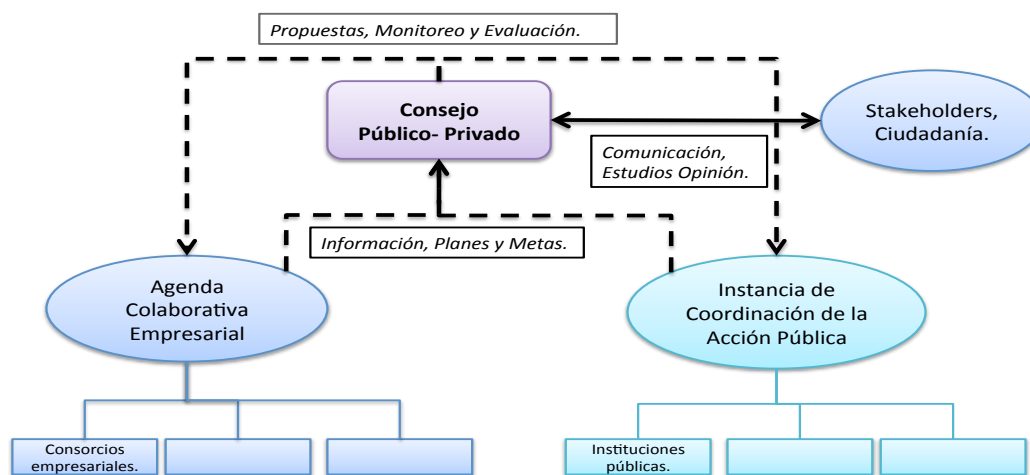 Propuestas, Monitoreo y Evaluación.
Consejo
Público- Privado
Stakeholders,
Ciudadanía.
Comunicación,
Estudios Opinión.
Información, Planes y Metas.
Agenda
Colaborativa
Empresarial
Instancia de
Coordinación de la
Acción Pública
Consorcios
empresariales.
Instituciones
públicas.